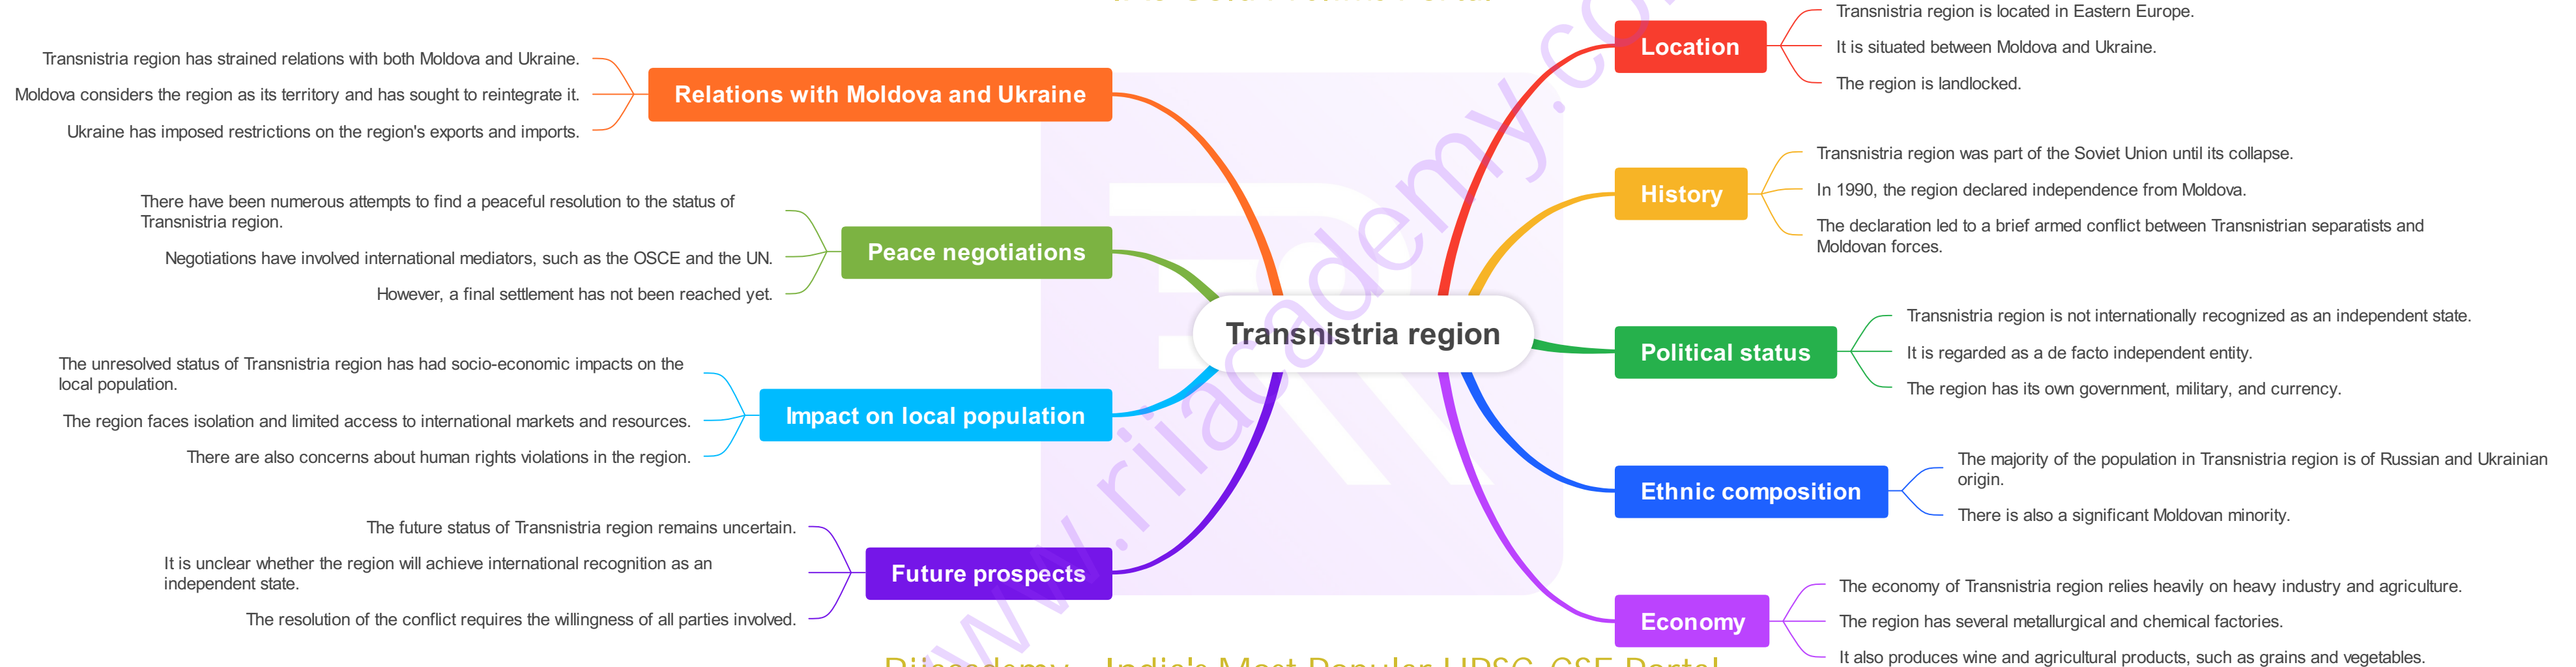 Transnistria region
Location
Transnistria region is located in Eastern Europe.
It is situated between Moldova and Ukraine.
The region is landlocked.
History
Transnistria region was part of the Soviet Union until its collapse.
In 1990, the region declared independence from Moldova.
The declaration led to a brief armed conflict between Transnistrian separatists and
Moldovan forces.
Political status
Transnistria region is not internationally recognized as an independent state.
It is regarded as a de facto independent entity.
The region has its own government, military, and currency.
Ethnic composition
The majority of the population in Transnistria region is of Russian and Ukrainian
origin.
There is also a significant Moldovan minority.
Economy
The economy of Transnistria region relies heavily on heavy industry and agriculture.
The region has several metallurgical and chemical factories.
It also produces wine and agricultural products, such as grains and vegetables.
Relations with Moldova and Ukraine
Transnistria region has strained relations with both Moldova and Ukraine.
Moldova considers the region as its territory and has sought to reintegrate it.
Ukraine has imposed restrictions on the region's exports and imports.
Peace negotiations
There have been numerous attempts to find a peaceful resolution to the status of
Transnistria region.
Negotiations have involved international mediators, such as the OSCE and the UN.
However, a final settlement has not been reached yet.
Impact on local population
The unresolved status of Transnistria region has had socio-economic impacts on the
local population.
The region faces isolation and limited access to international markets and resources.
There are also concerns about human rights violations in the region.
Future prospects
The future status of Transnistria region remains uncertain.
It is unclear whether the region will achieve international recognition as an
independent state.
The resolution of the conflict requires the willingness of all parties involved.
www.riiacademy.co
India's Most Popular UPSC CSE Portal